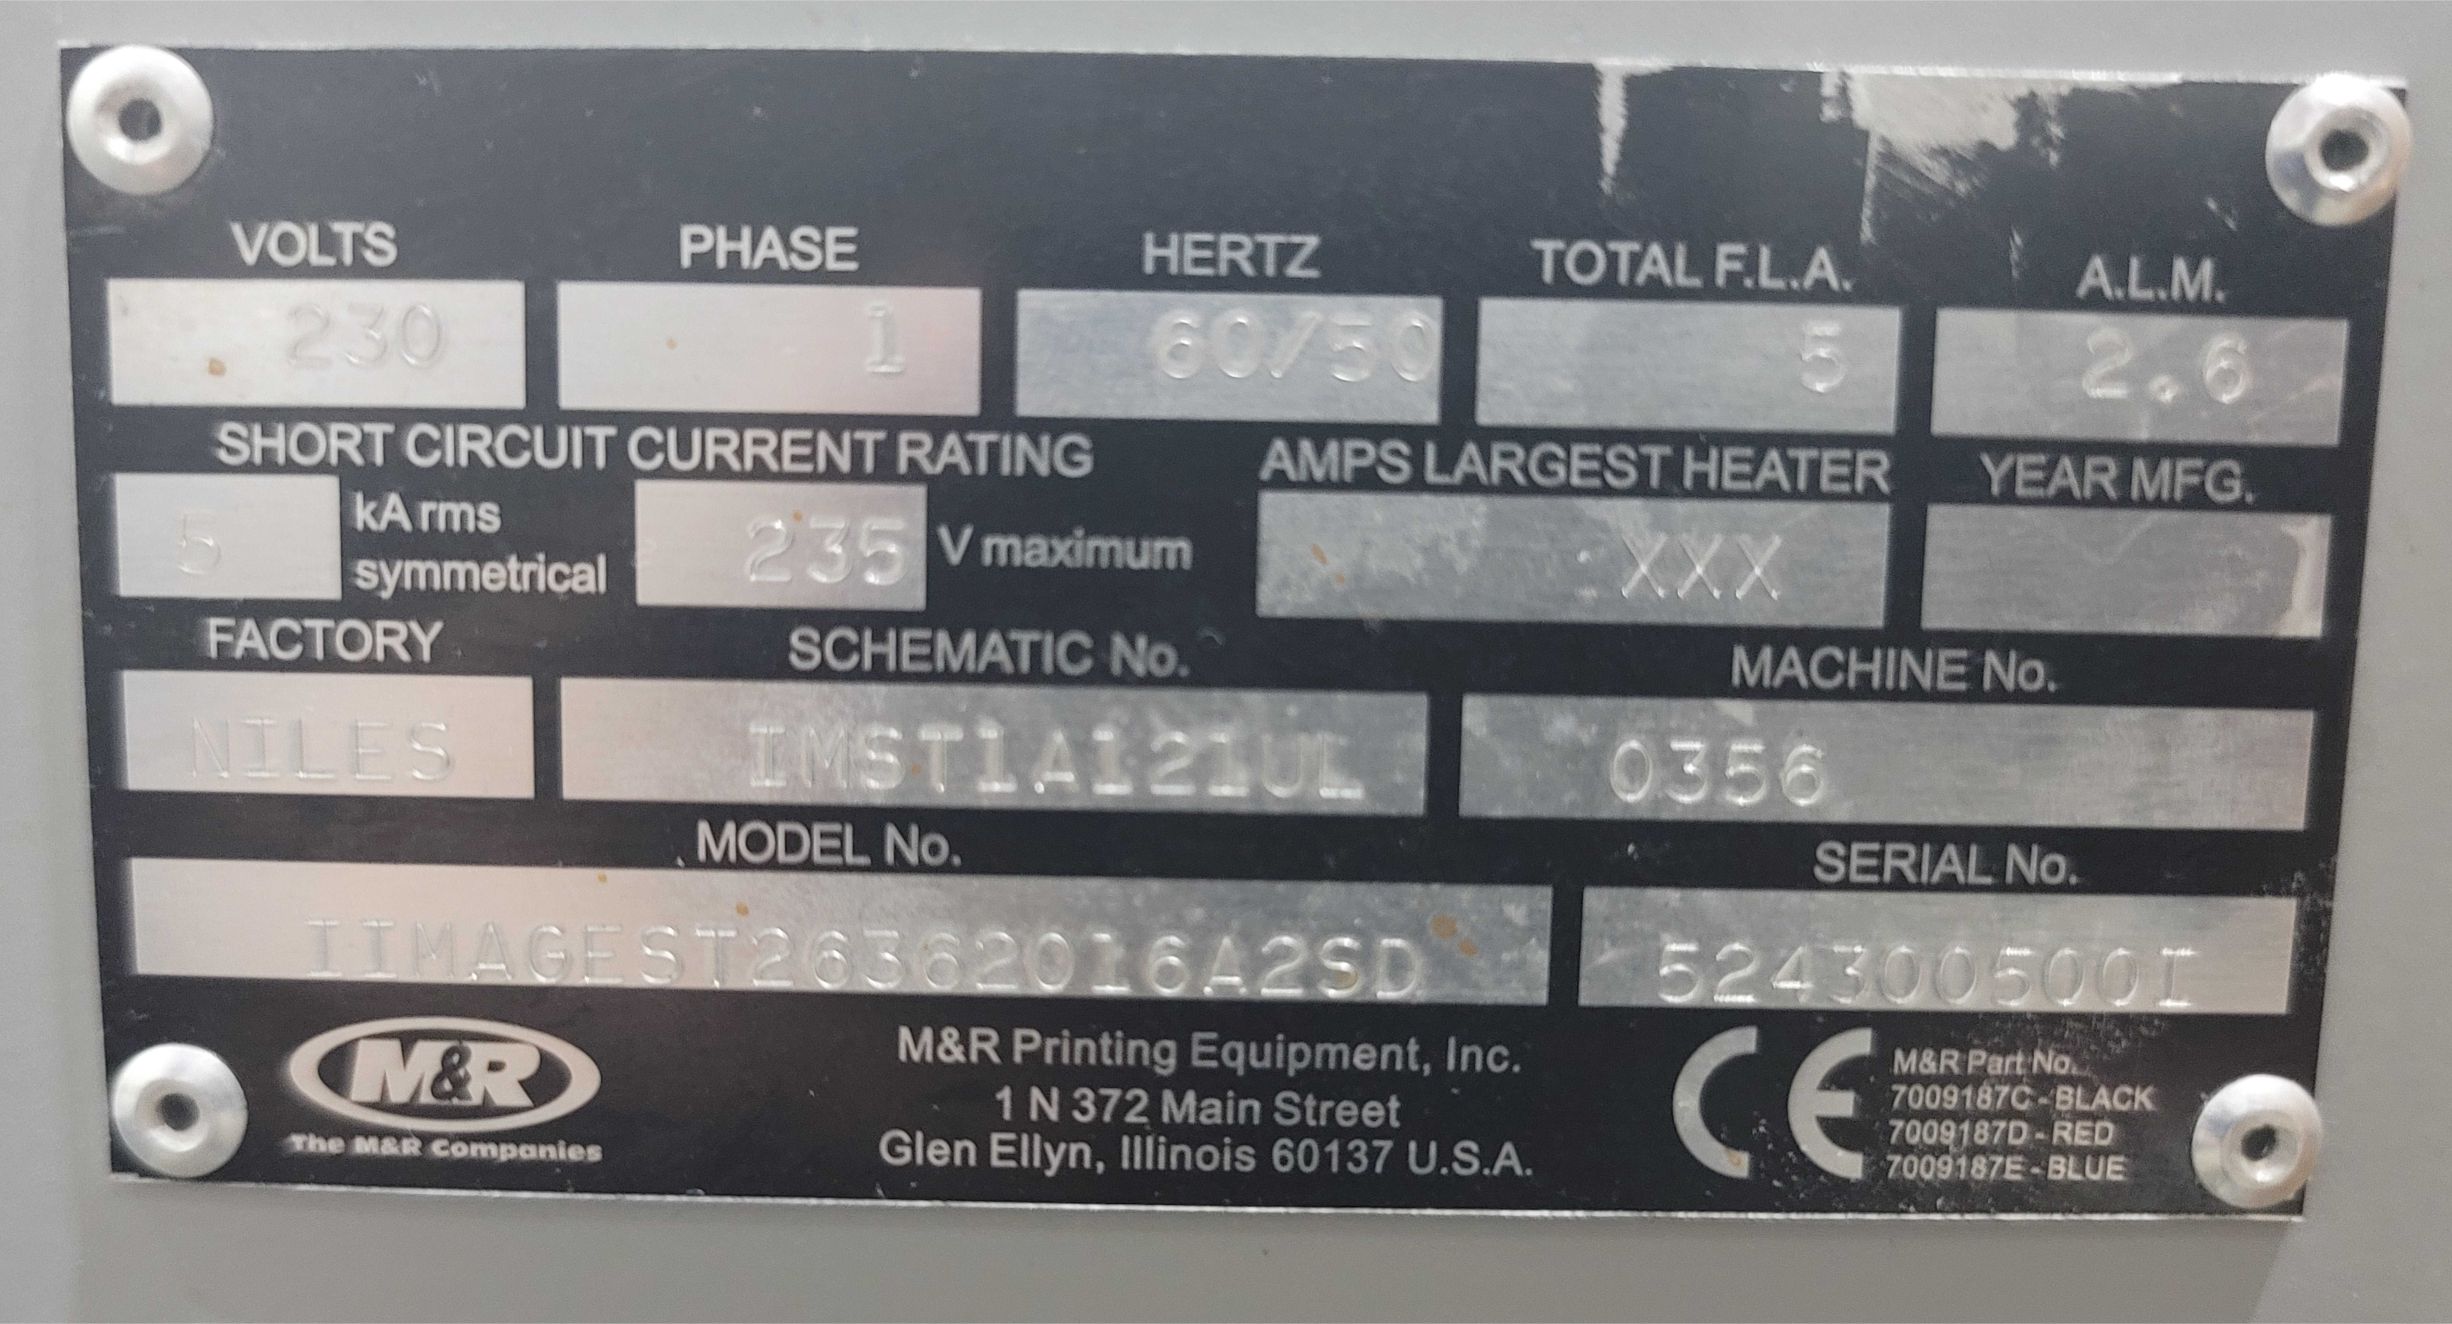 VOLTS PHASE HERTZ TOTAL F.L.A. A.L.M.
230 1 60/50 5 2.6
SHORT CIRCUIT CURRENT RATING AMPS LARGEST HEATER YEAR MFG.
5 kA rms symmetrical 235 V maximum XXX 1
FACTORY SCHEMATIC No. MACHINE No.
NILES IMST1A121UL 0356
MODEL No. SERIAL No.
IIMAGEST26362016A2SD 524300500I
M&R
The M&R Companies
M&R Printing Equipment, Inc.
1 N 372 Main Street
Glen Ellyn, Illinois 60137 U.S.A.
CE
M&R Part No.
7009187C - BLACK
7009187D - RED
7009187E - BLUE